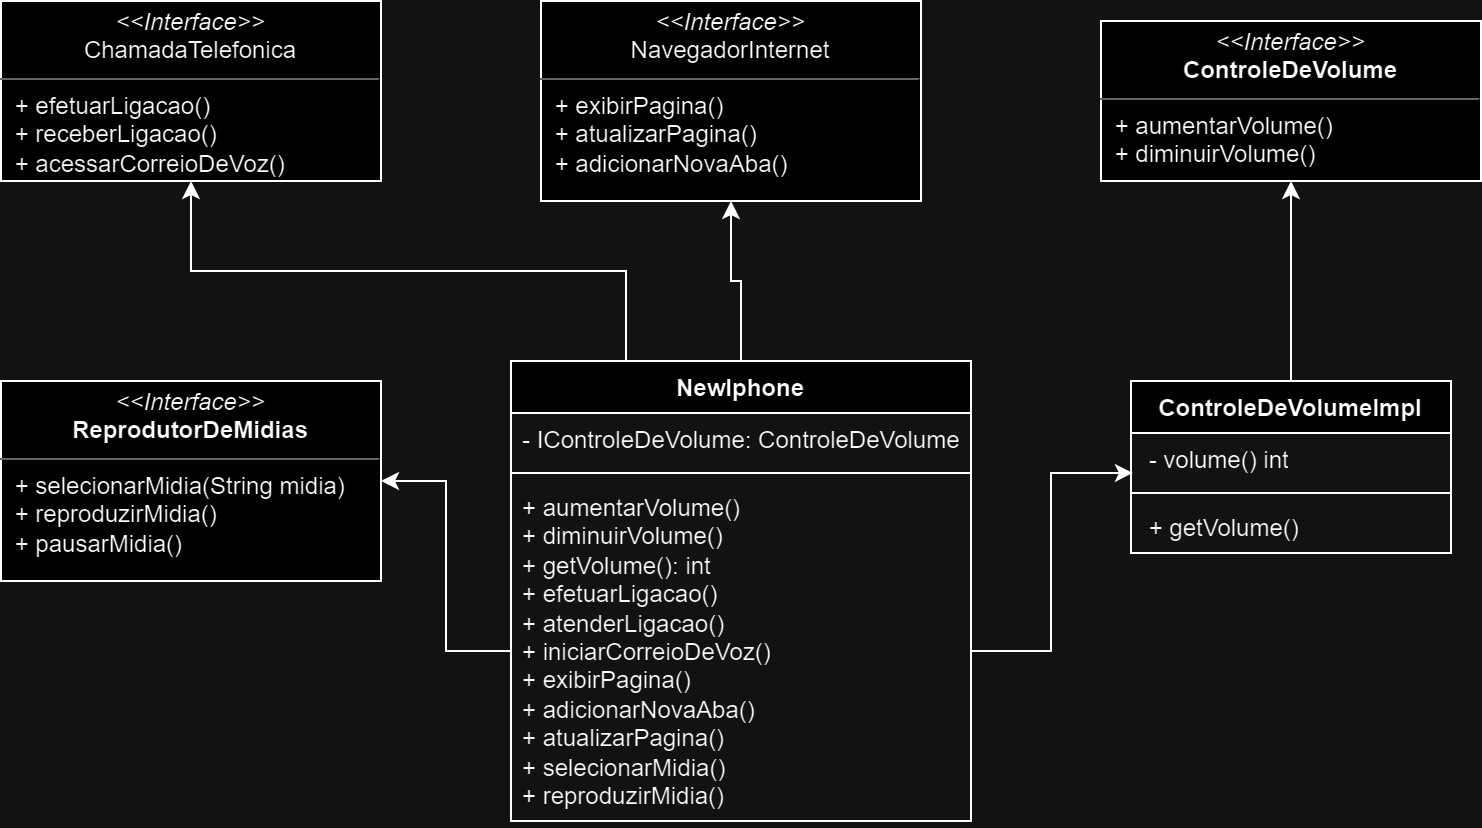 <<Interface>>
ChamadaTelefonica
+ efetuarLigacao()
+ receberLigacao()
+ acessarCorreioDeVoz()
<<Interface>>
NavegadorInternet
+ exibirPagina()
+ atualizarPagina()
+ adicionarNovaAba()
<<Interface>>
ControleDeVolume
+ aumentarVolume()
+ diminuirVolume()
<<Interface>>
ReprodutorDeMidias
+ selecionarMidia(String midia)
+ reproduzirMidia()
+ pausarMidia()
NewIphone
- IControleDeVolume: ControleDeVolume
+ aumentarVolume()
+ diminuirVolume()
+ getVolume(): int
+ efetuarLigacao()
+ atenderLigacao()
+ iniciarCorreioDeVoz()
+ exibirPagina()
+ adicionarNovaAba()
+ atualizarPagina()
+ selecionarMidia()
+ reproduzirMidia()
ControleDeVolumeImpl
- volume() int
+ getVolume()